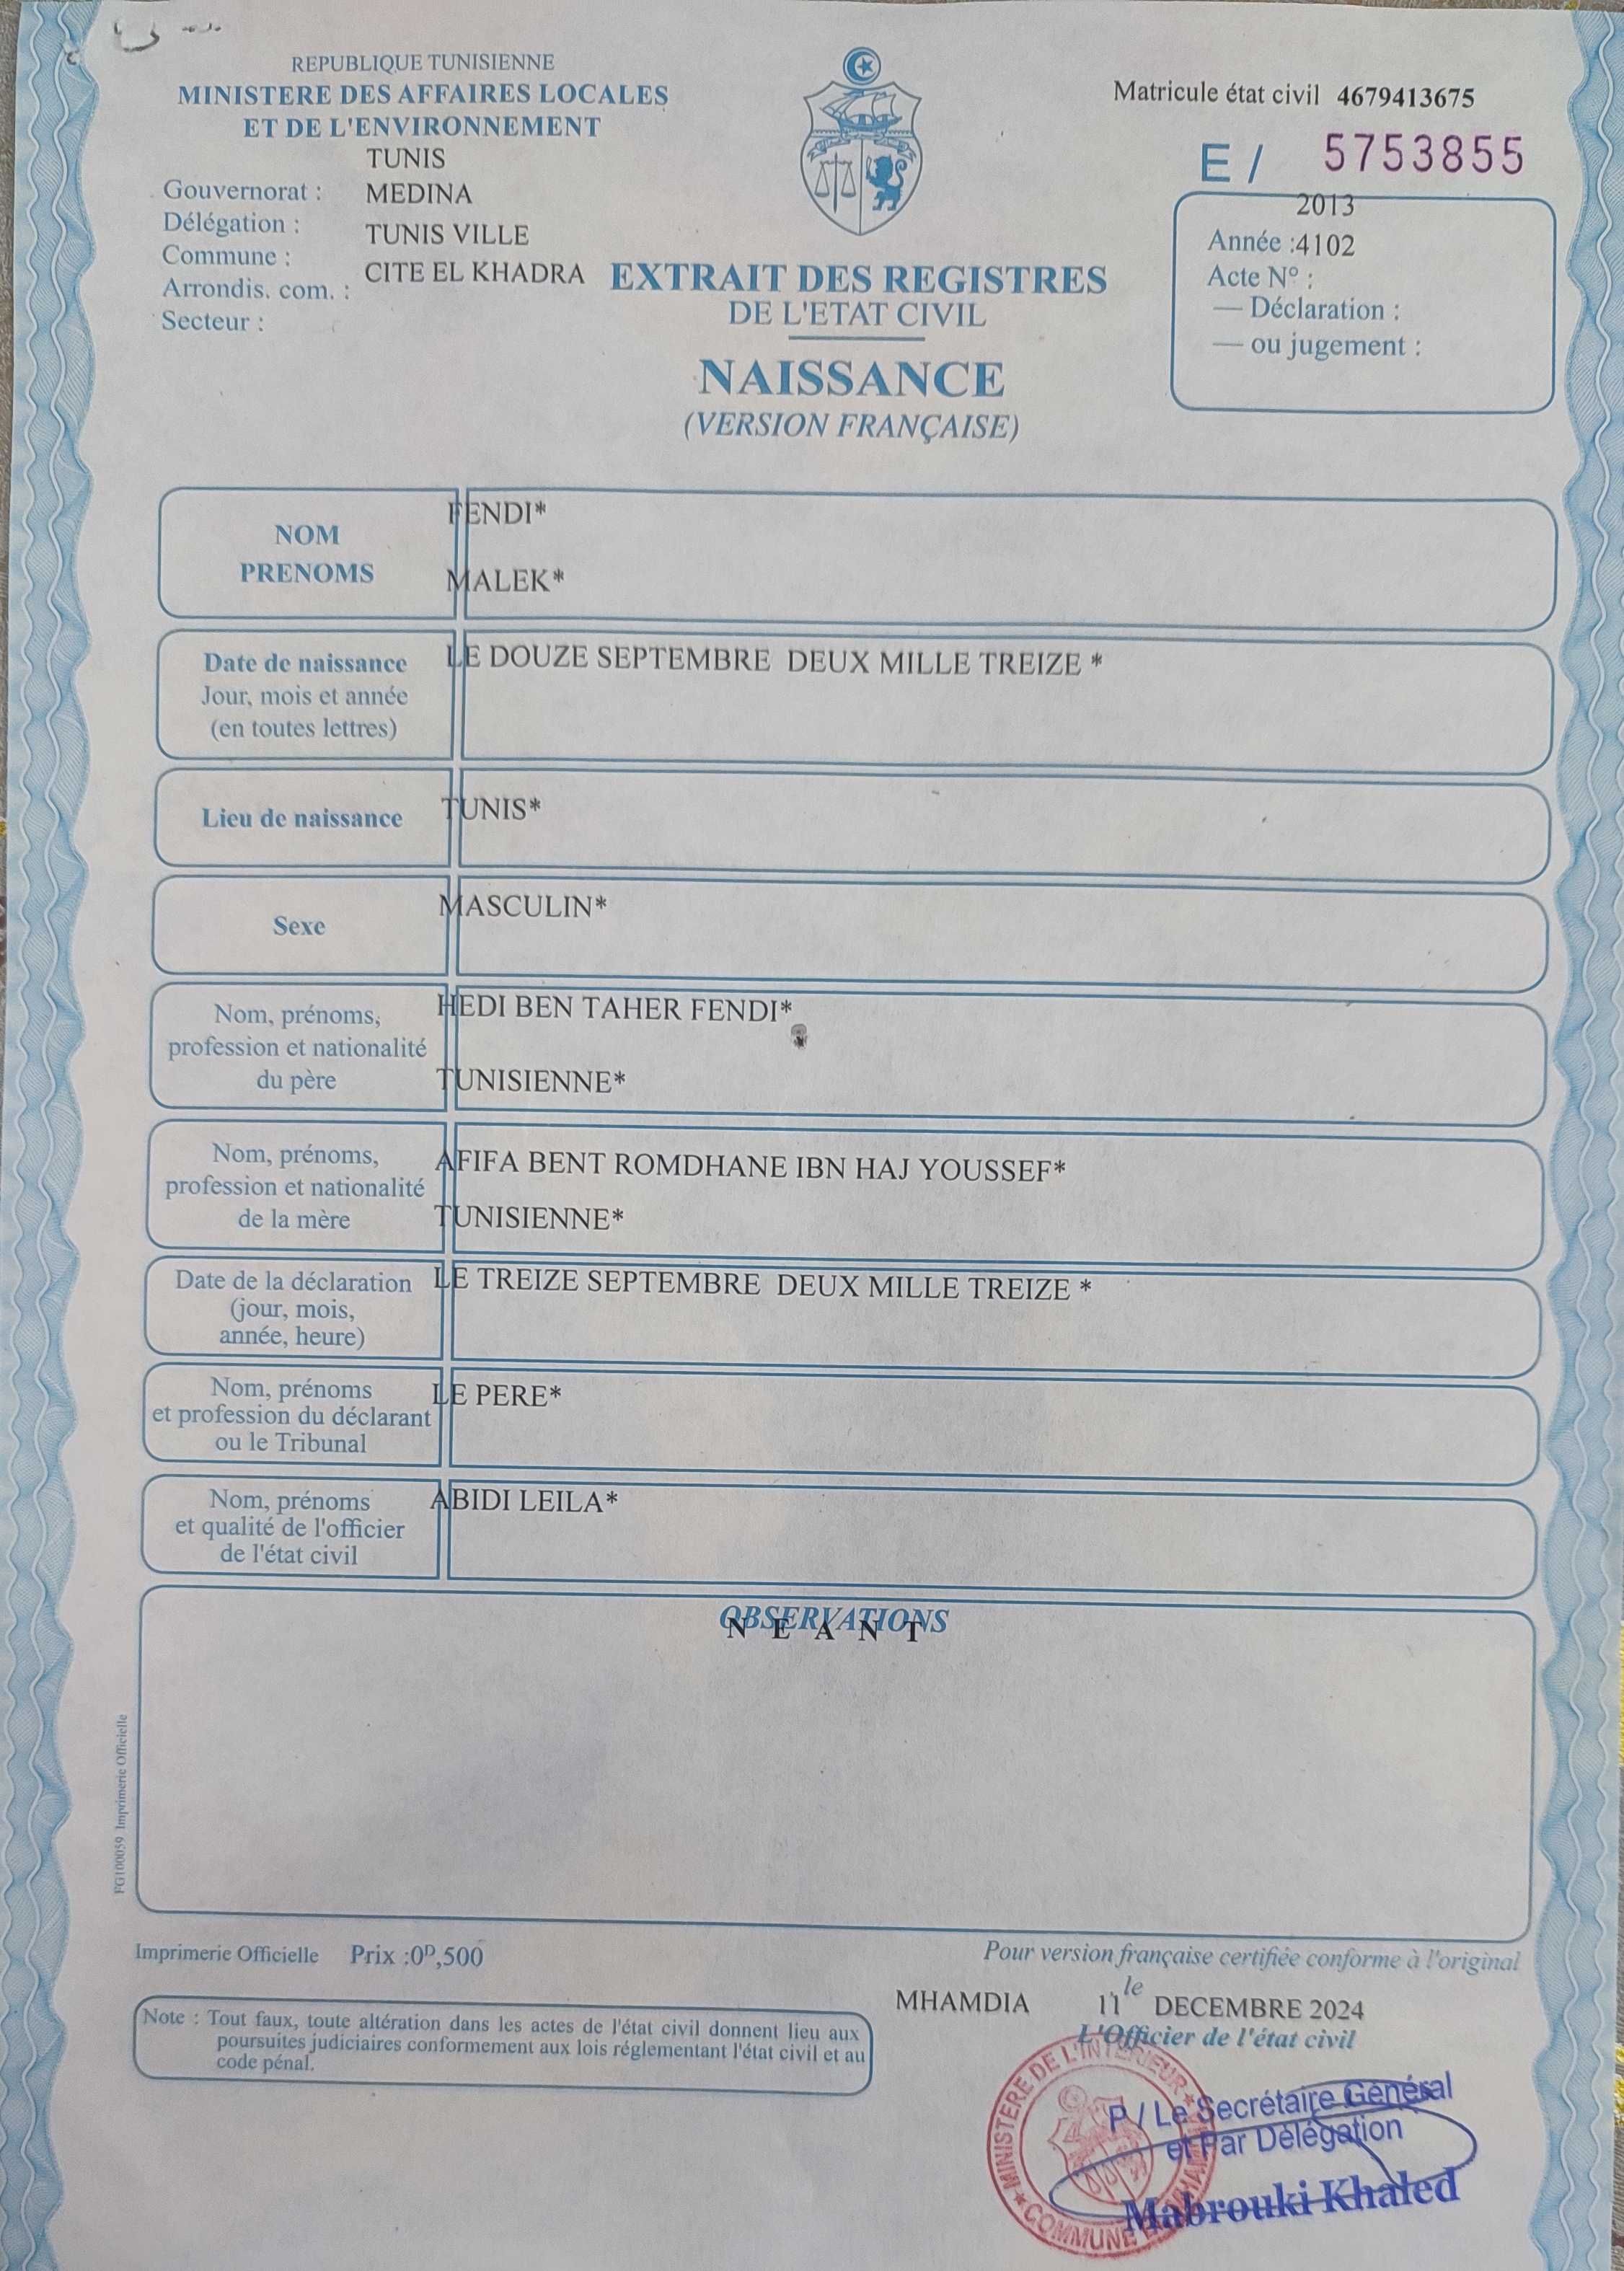 REPUBLIQUE TUNISIENNE
MINISTERE DES AFFAIRES LOCALES
ET DE L'ENVIRONNEMENT
TUNIS
Gouvernorat : MEDINA
Délégation : TUNIS VILLE
Commune : CITE EL KHADRA
Arrondis. com. :
Secteur :
Matricule état civil 4679413675
E / 5753855
2013
Année :4102
Acte N° :
— Déclaration :
— ou jugement :
EXTRAIT DES REGISTRES
DE L'ETAT CIVIL
NAISSANCE
(VERSION FRANÇAISE)
NOM
PRENOMS
FENDI*
MALEK*
Date de naissance
Jour, mois et année
(en toutes lettres)
LE DOUZE SEPTEMBRE DEUX MILLE TREIZE *
Lieu de naissance
TUNIS*
Sexe
MASCULIN*
Nom, prénoms,
profession et nationalité
du père
HEDI BEN TAHER FENDI*
TUNISIENNE*
Nom, prénoms,
profession et nationalité
de la mère
AFIFA BENT ROMDHANE IBN HAJ YOUSSEF*
TUNISIENNE*
Date de la déclaration
(jour, mois,
année, heure)
LE TREIZE SEPTEMBRE DEUX MILLE TREIZE *
Nom, prénoms
et profession du déclarant
ou le Tribunal
LE PERE*
Nom, prénoms
et qualité de l'officier
de l'état civil
ABIDI LEILA*
OBSERVATIONS
N E A N T
FG100059 Imprimerie Officielle
Imprimerie Officielle Prix :0ᴰ,500
Note : Tout faux, toute altération dans les actes de l'état civil donnent lieu aux
poursuites judiciaires conformement aux lois réglementant l'état civil et au
code pénal.
Pour version française certifiée conforme à l'original
le
MHAMDIA 11 DECEMBRE 2024
L'Officier de l'état civil
MINISTERE DE L'INTERIEUR
COMMUNE
P / Le Secrétaire Général
et Par Délégation
Mabrouki Khaled